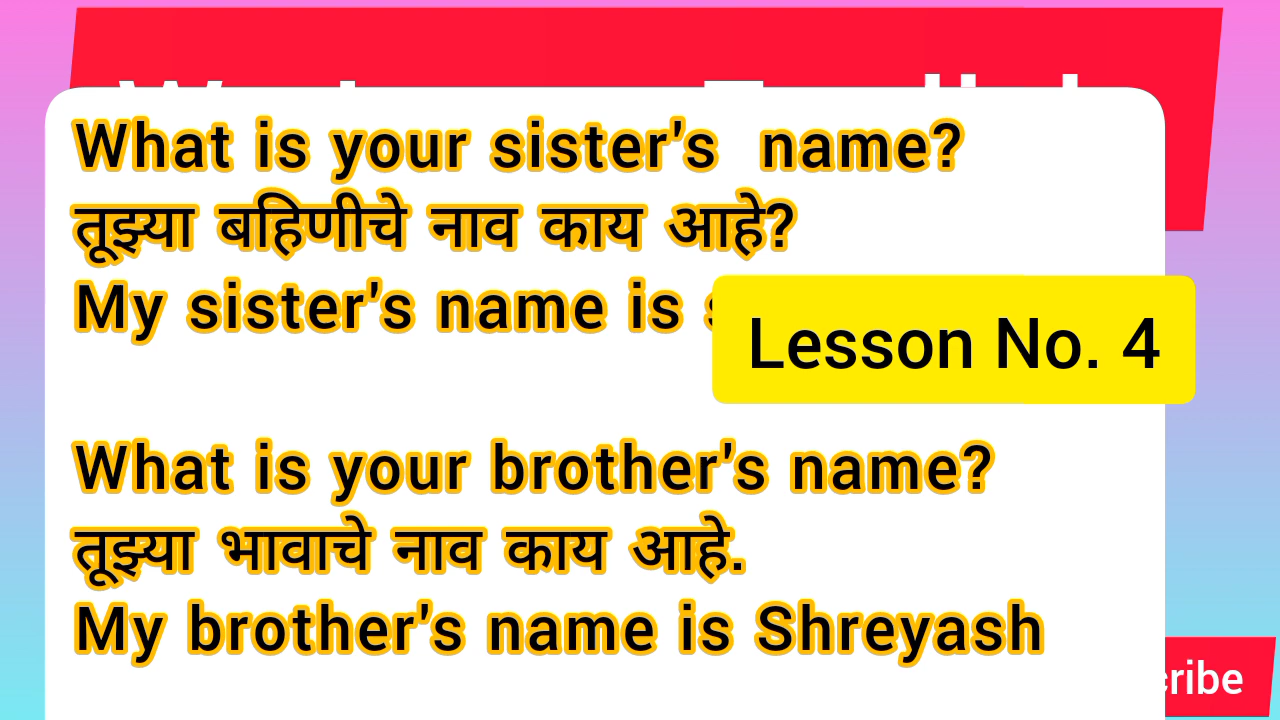 What is your sister's name?
तूझ्या बहिणीचे नाव काय आहे?
My sister's name is
Lesson No. 4
What is your brother's name?
तूझ्या भावाचे नाव काय आहे.
My brother's name is Shreyash